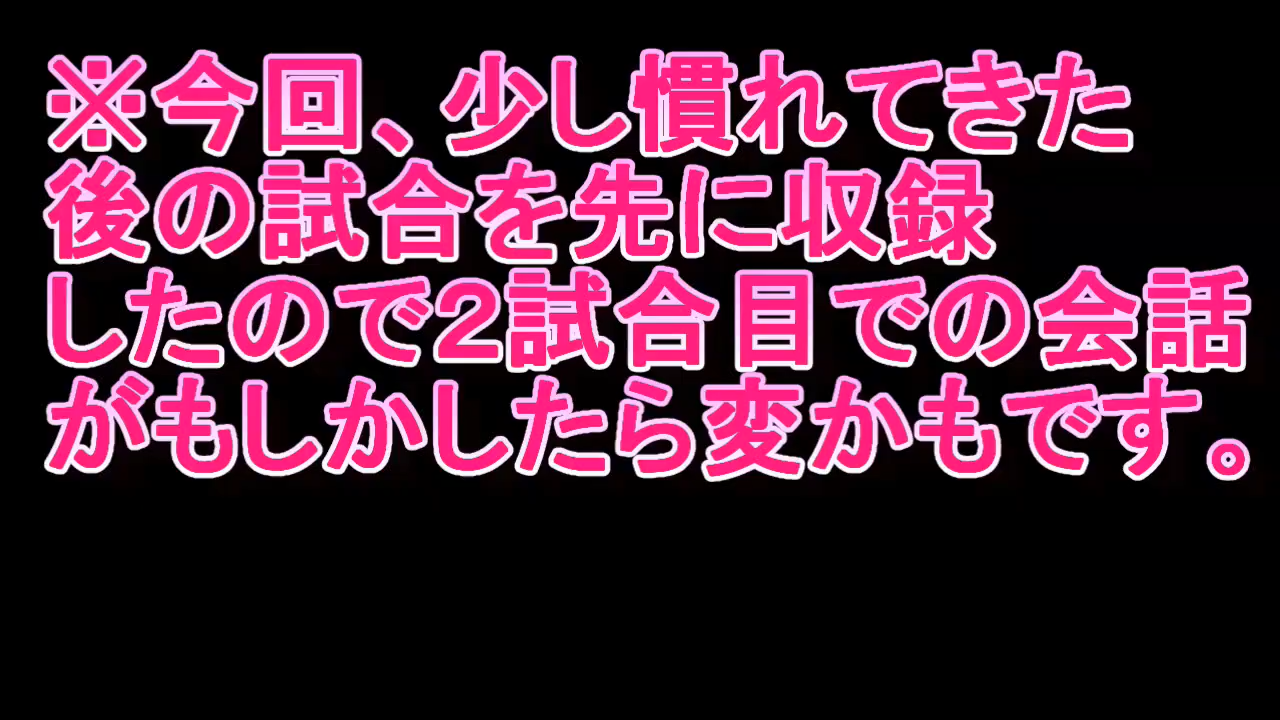 ※今回、少し慣れてきた
後の試合を先に収録
したので2試合目での会話
がもしかしたら変かもです。